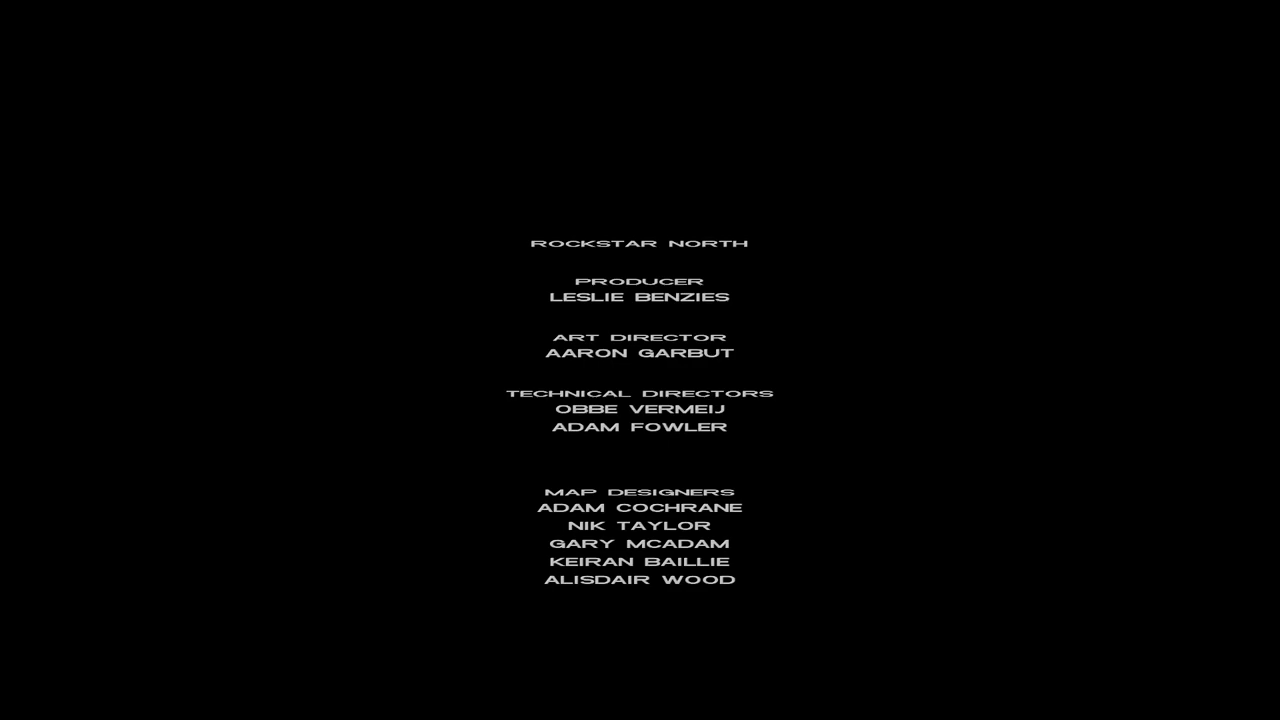 ROCKSTAR NORTH
PRODUCER
LESLIE BENZIES
ART DIRECTOR
AARON GARBUT
TECHNICAL DIRECTORS
OBBE VERMEIJ
ADAM FOWLER
MAP DESIGNERS
ADAM COCHRANE
NIK TAYLOR
GARY MCADAM
KEIRAN BAILLIE
ALISDAIR WOOD